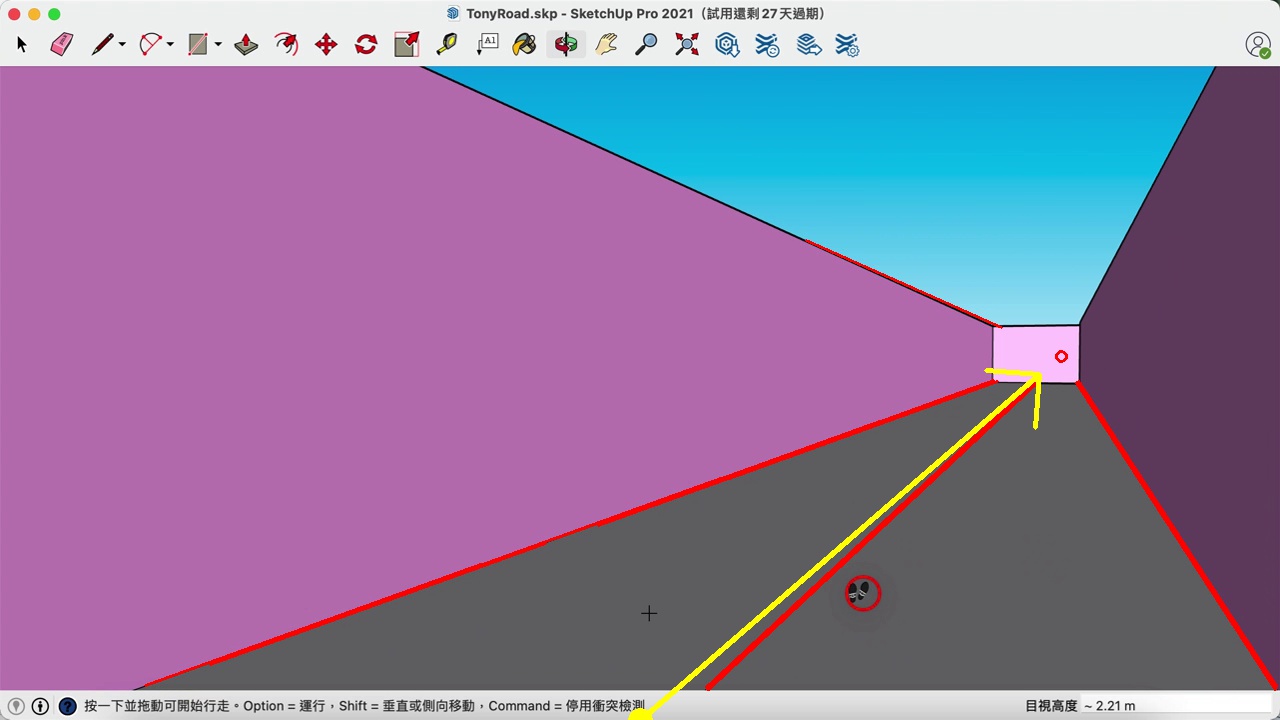 TonyRoad.skp - SketchUp Pro 2021（試用還剩 27 天過期）
A1
按一下並拖動可開始行走。Option = 運行，Shift = 垂直或側向移動，Command = 停用衝突檢測
目視高度 ~ 2.21 m